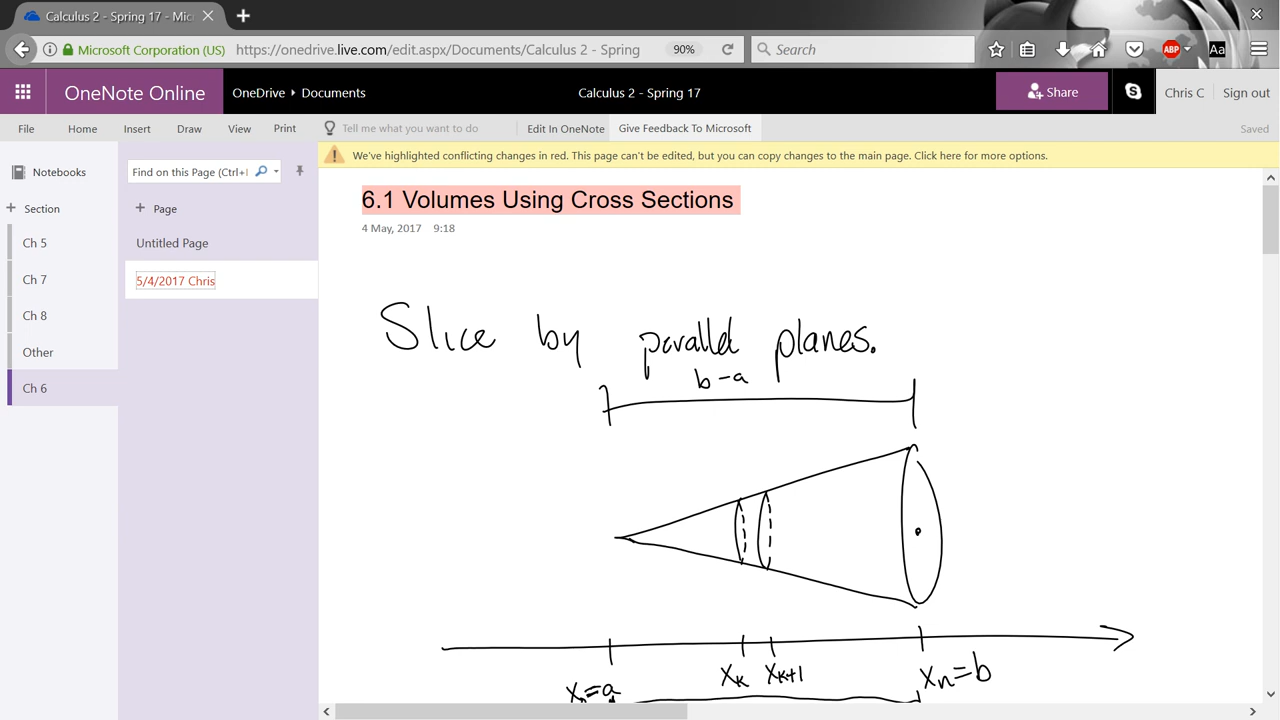 Calculus 2 - Spring 17 - Mic
Microsoft Corporation (US)
https://onedrive.live.com/edit.aspx/Documents/Calculus 2 - Spring
90%
Search
ABP
Aa
OneNote Online
OneDrive
Documents
Calculus 2 - Spring 17
Share
Chris C
Sign out
File
Home
Insert
Draw
View
Print
Tell me what you want to do
Edit In OneNote
Give Feedback To Microsoft
Saved
We've highlighted conflicting changes in red. This page can't be edited, but you can copy changes to the main page. Click here for more options.
Notebooks
Find on this Page (Ctrl+
Section
Page
Ch 5
Ch 7
Ch 8
Other
Ch 6
Untitled Page
5/4/2017 Chris
6.1 Volumes Using Cross Sections
4 May, 2017 9:18
Slice by parallel planes.
b-a
xk xk+1
xn=b
=a